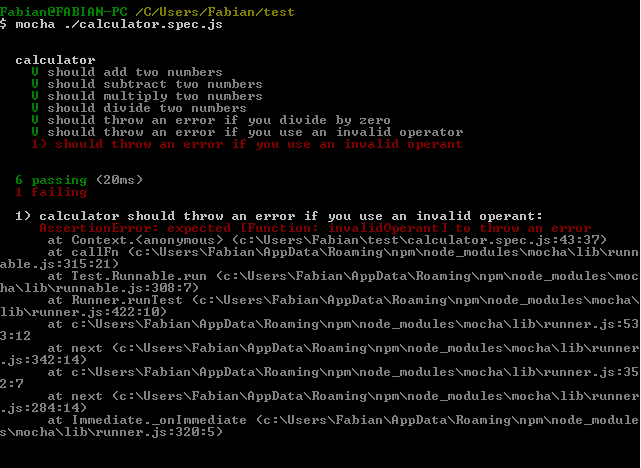 Fabian@FABIAN-PC /C/Users/Fabian/test
$ mocha ./calculator.spec.js
calculator
V should add two numbers
V should subtract two numbers
V should multiply two numbers
V should divide two numbers
V should throw an error if you divide by zero
V should throw an error if you use an invalid operator
1) should throw an error if you use an invalid operant
6 passing (20ms)
1 failing
1) calculator should throw an error if you use an invalid operant:
AssertionError: expected [Function: invalidOperant] to throw an error
at Context.<anonymous> (c:\Users\Fabian\test\calculator.spec.js:43:37)
at callFn (c:\Users\Fabian\AppData\Roaming\npm\node_modules\mocha\lib\runn
able.js:315:21)
at Test.Runnable.run (c:\Users\Fabian\AppData\Roaming\npm\node_modules\moc
ha\lib\runnable.js:308:7)
at Runner.runTest (c:\Users\Fabian\AppData\Roaming\npm\node_modules\mocha\
lib\runner.js:422:10)
at c:\Users\Fabian\AppData\Roaming\npm\node_modules\mocha\lib\runner.js:53
3:12
at next (c:\Users\Fabian\AppData\Roaming\npm\node_modules\mocha\lib\runner
.js:342:14)
at c:\Users\Fabian\AppData\Roaming\npm\node_modules\mocha\lib\runner.js:35
2:7
at next (c:\Users\Fabian\AppData\Roaming\npm\node_modules\mocha\lib\runner
.js:284:14)
at Immediate._onImmediate (c:\Users\Fabian\AppData\Roaming\npm\node_module
s\mocha\lib\runner.js:320:5)